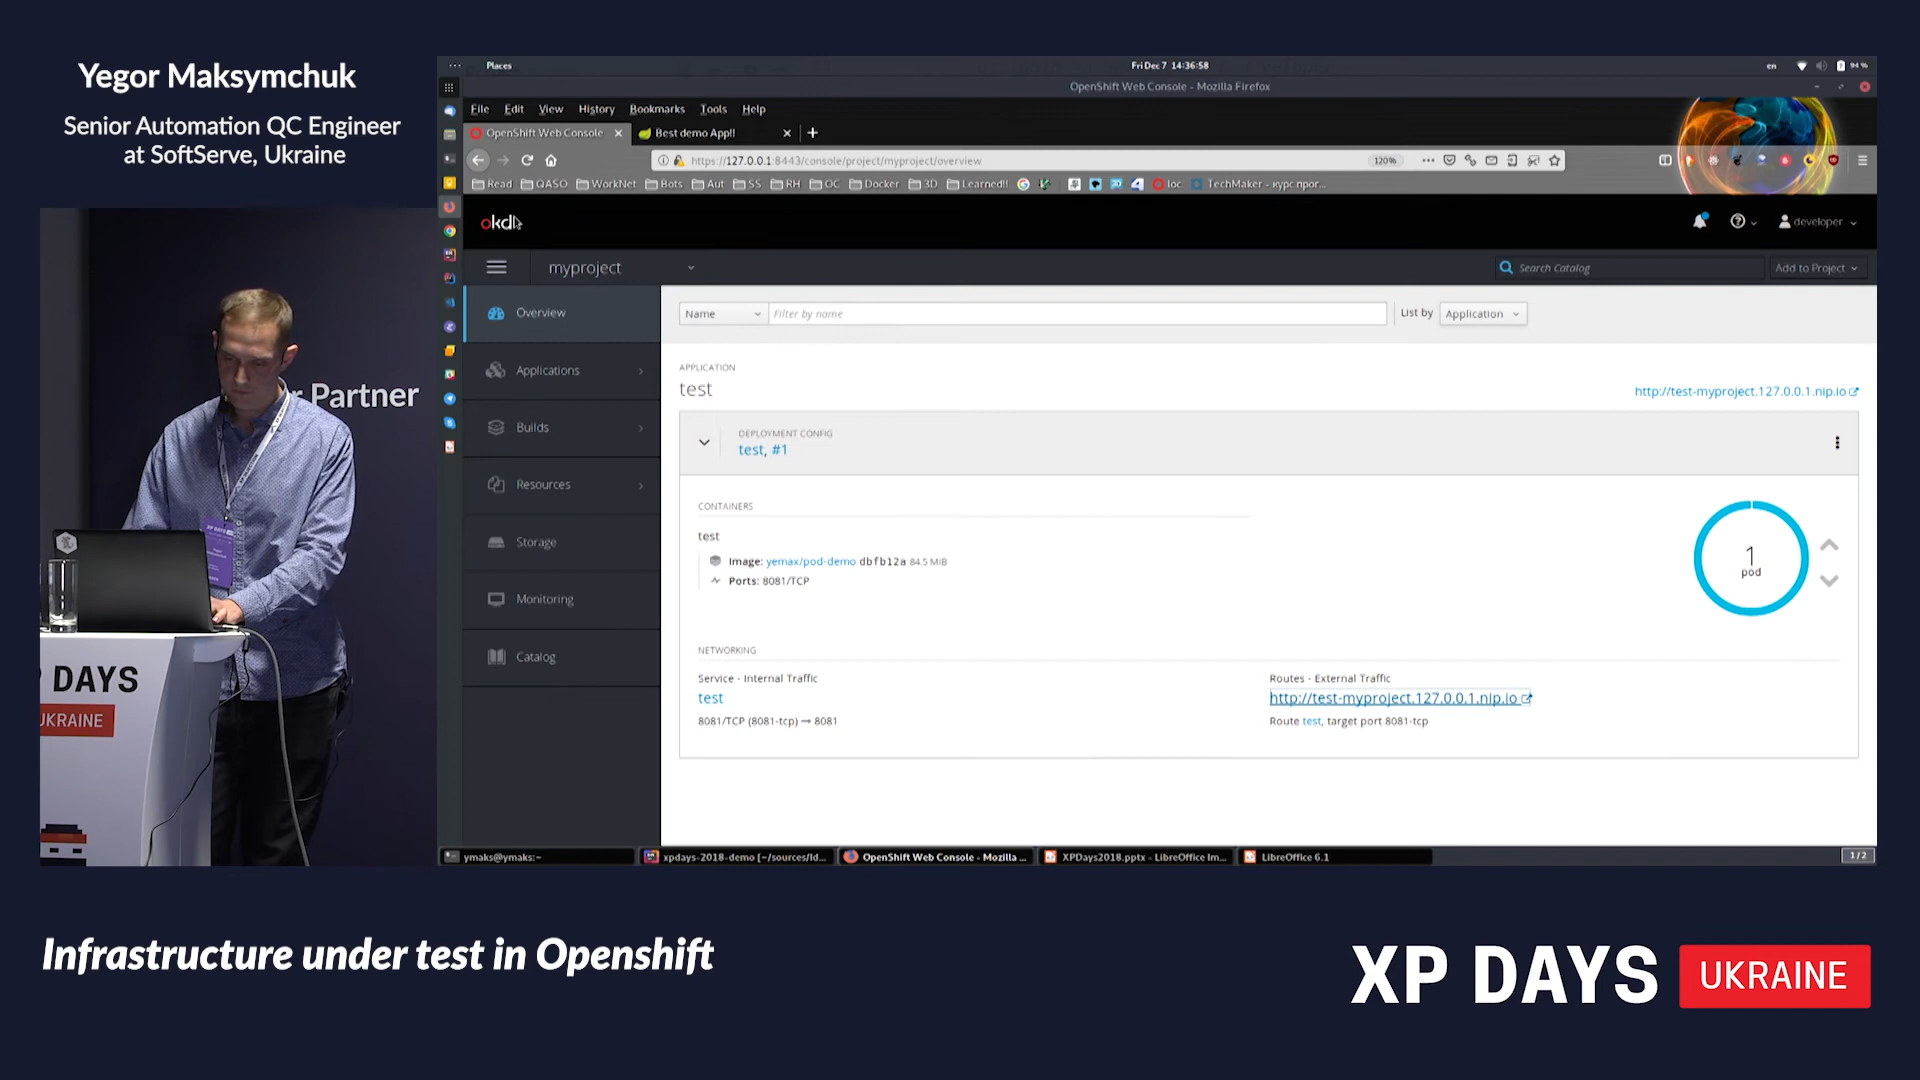 Yegor Maksymchuk
Senior Automation QC Engineer
at SoftServe, Ukraine
r Partner
XP DAYS
DAYS
UKRAINE
Places
Fri Dec 7 14:36:58
en
94 %
OpenShift Web Console - Mozilla Firefox
File Edit View History Bookmarks Tools Help
OpenShift Web Console
Best demo App!!
https://127.0.0.1:8443/console/project/myproject/overview
120%
Read QASO WorkNet Bots Aut SS RH OC Docker 3D Learned!! loc TechMaker - курс прог...
okd
developer
myproject
Search Catalog
Add to Project
Overview
Applications
Builds
Resources
Storage
Monitoring
Catalog
Name
Filter by name
List by
Application
APPLICATION
test
http://test-myproject.127.0.0.1.nip.io
DEPLOYMENT CONFIG
test, #1
CONTAINERS
test
Image: yemax/pod-demo dbfb12a 84.5 MiB
Ports: 8081/TCP
1
pod
NETWORKING
Service - Internal Traffic
test
8081/TCP (8081-tcp) → 8081
Routes - External Traffic
http://test-myproject.127.0.0.1.nip.io
Route test, target port 8081-tcp
ymaks@ymaks:~
xpdays-2018-demo [~/sources/Id...
OpenShift Web Console - Mozilla ...
XPDays2018.pptx - LibreOffice Im...
LibreOffice 6.1
1/2
Infrastructure under test in Openshift
XP DAYS
UKRAINE